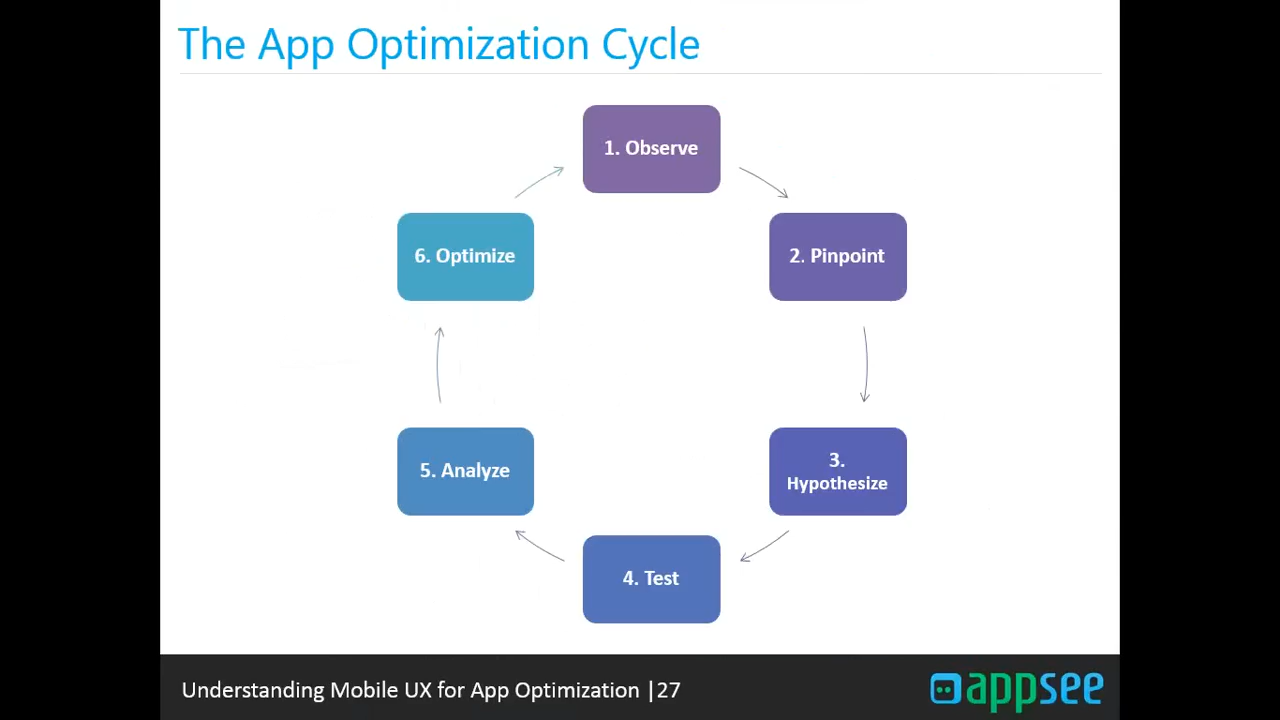 The App Optimization Cycle
1. Observe
2. Pinpoint
3.
Hypothesize
4. Test
5. Analyze
6. Optimize
Understanding Mobile UX for App Optimization |27
appsee